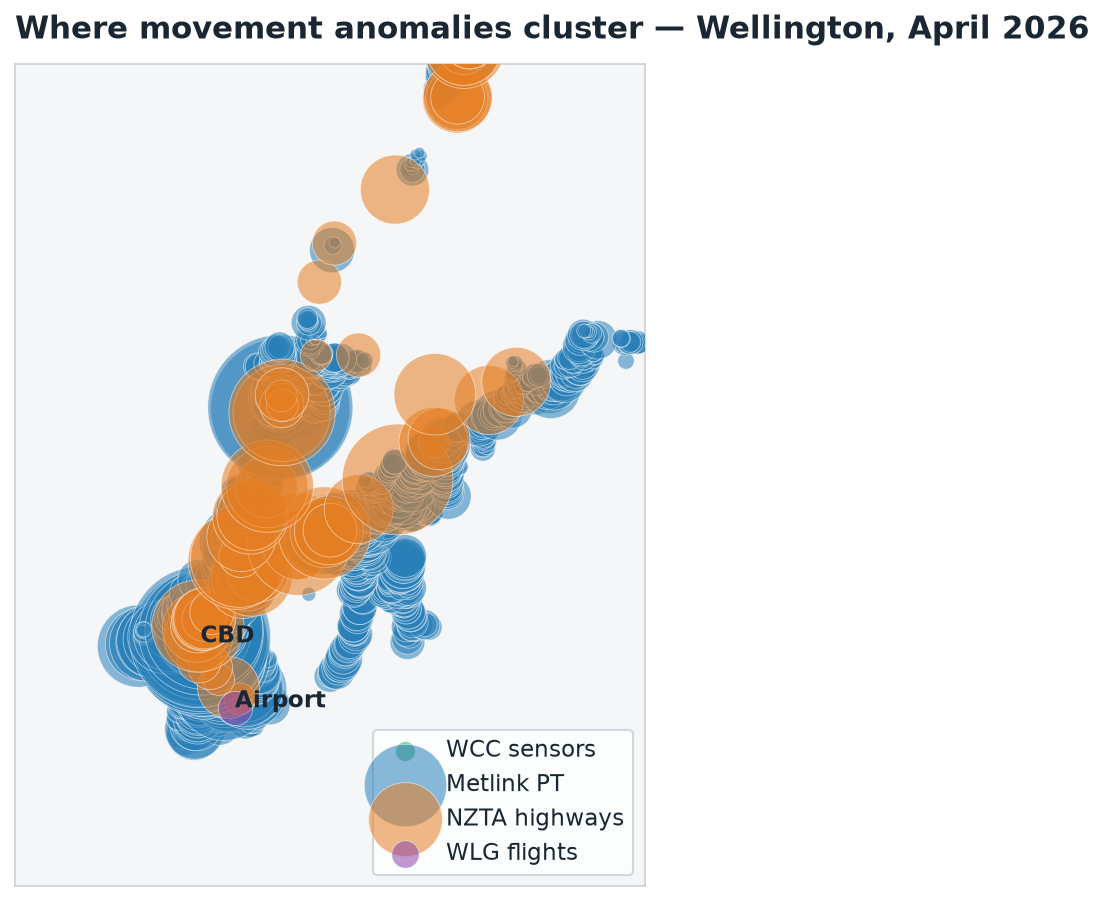 Where movement anomalies cluster — Wellington, April 2026
CBD
Airport
WCC sensors
Metlink PT
NZTA highways
WLG flights